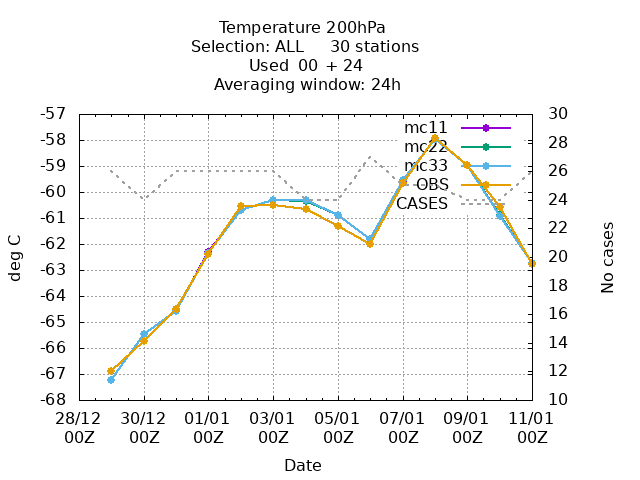 Temperature 200hPa
Selection: ALL 30 stations
Used 00 + 24
Averaging window: 24h
-57
-58
-59
-60
-61
-62
-63
-64
-65
-66
-67
-68
deg C
30
28
26
24
22
20
18
16
14
12
10
No cases
mc11
mc22
mc33
OBS
CASES
28/12 30/12 01/01 03/01 05/01 07/01 09/01 11/01
00Z 00Z 00Z 00Z 00Z 00Z 00Z 00Z
Date